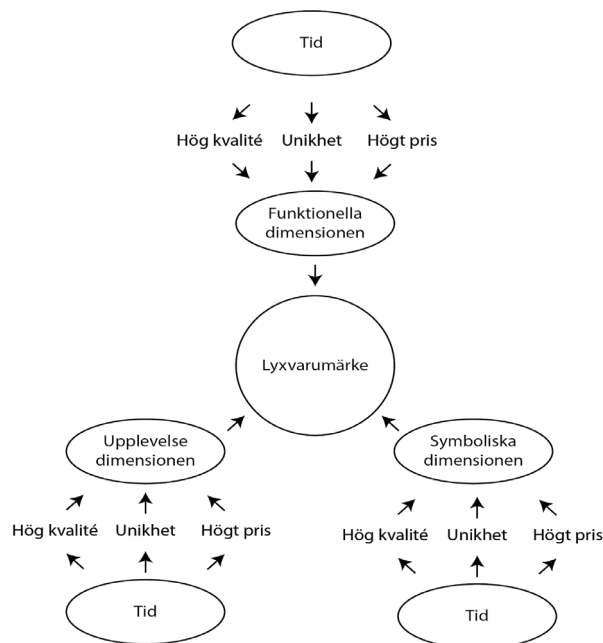 Tid
Hög kvalité Unikhet Högt pris
Funktionella
dimensionen
Lyxvarumärke
Upplevelse
dimensionen
Hög kvalité Unikhet Högt pris
Tid
Symboliska
dimensionen
Hög kvalité Unikhet Högt pris
Tid